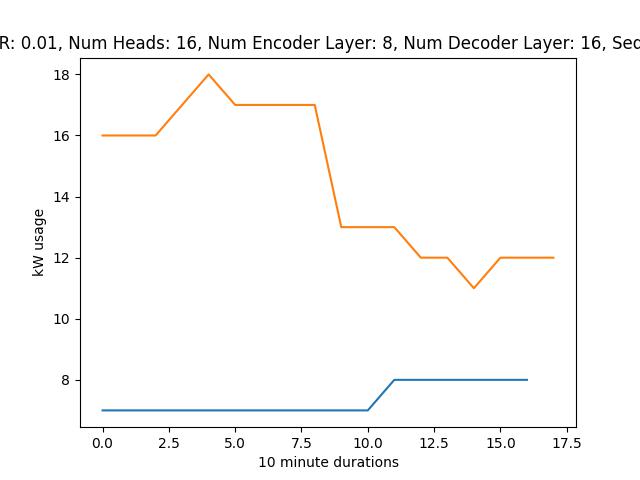 R: 0.01, Num Heads: 16, Num Encoder Layer: 8, Num Decoder Layer: 16,
18
16
14
12
10
8
kW usage
0.0 2.5 5.0 7.5 10.0 12.5 15.0 17.5
10 minute durations